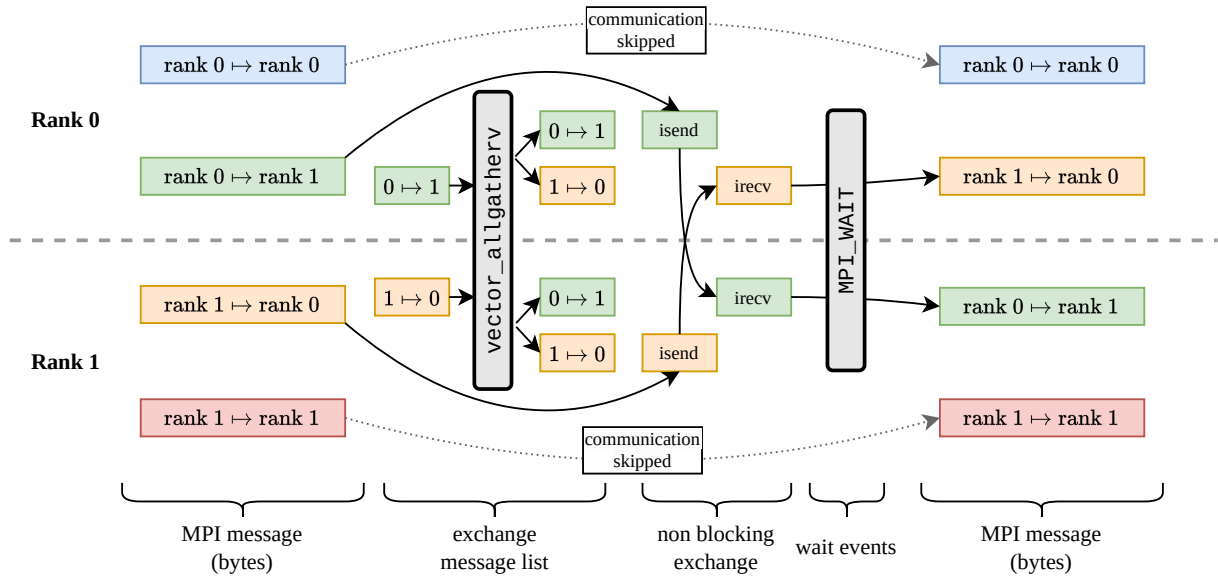 communication
skipped
rank 0 ↦ rank 0
rank 0 ↦ rank 0
Rank 0
vector_allgatherv
0 ↦ 1
isend
MPI_WAIT
rank 0 ↦ rank 1
0 ↦ 1
1 ↦ 0
irecv
rank 1 ↦ rank 0
rank 1 ↦ rank 0
1 ↦ 0
0 ↦ 1
irecv
rank 0 ↦ rank 1
Rank 1
1 ↦ 0
isend
rank 1 ↦ rank 1
rank 1 ↦ rank 1
communication
skipped
MPI message
(bytes)
exchange
message list
non blocking
exchange
wait events
MPI message
(bytes)